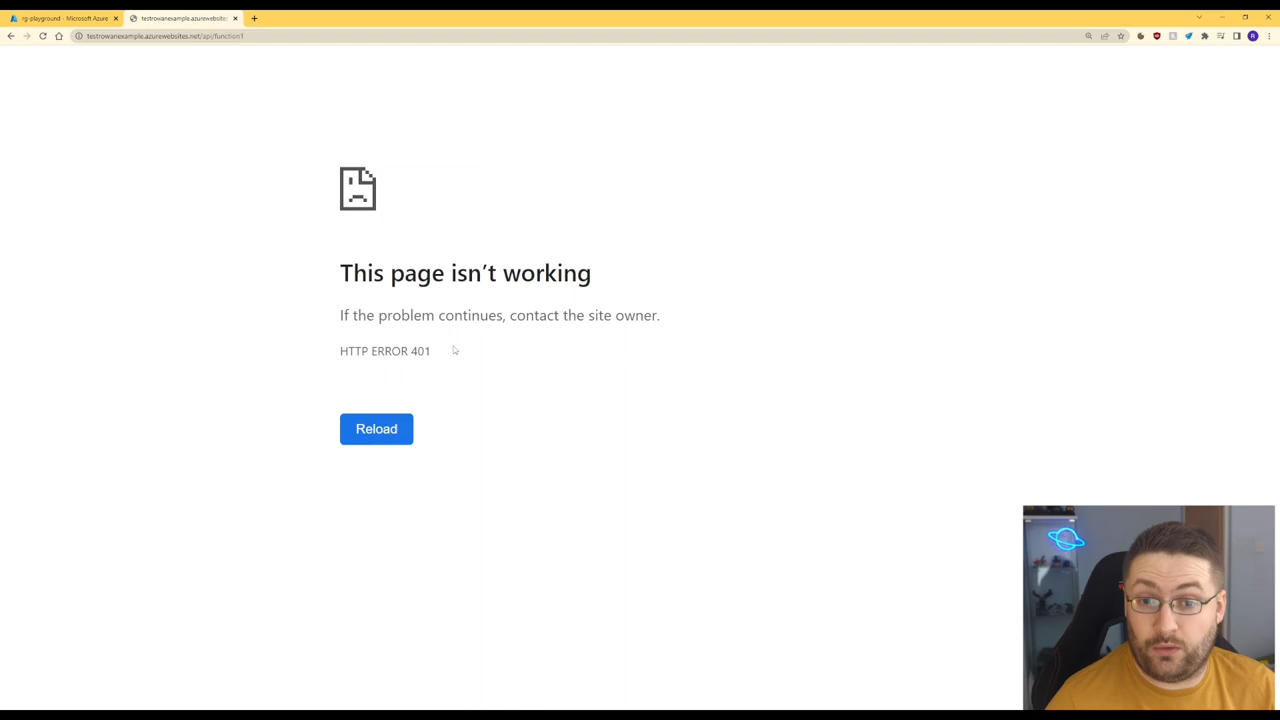 rg-playground - Microsoft Azure
testrowanexample.azurewebsites
testrowanexample.azurewebsites.net/api/function1
R
This page isn't working
If the problem continues, contact the site owner.
HTTP ERROR 401
Reload